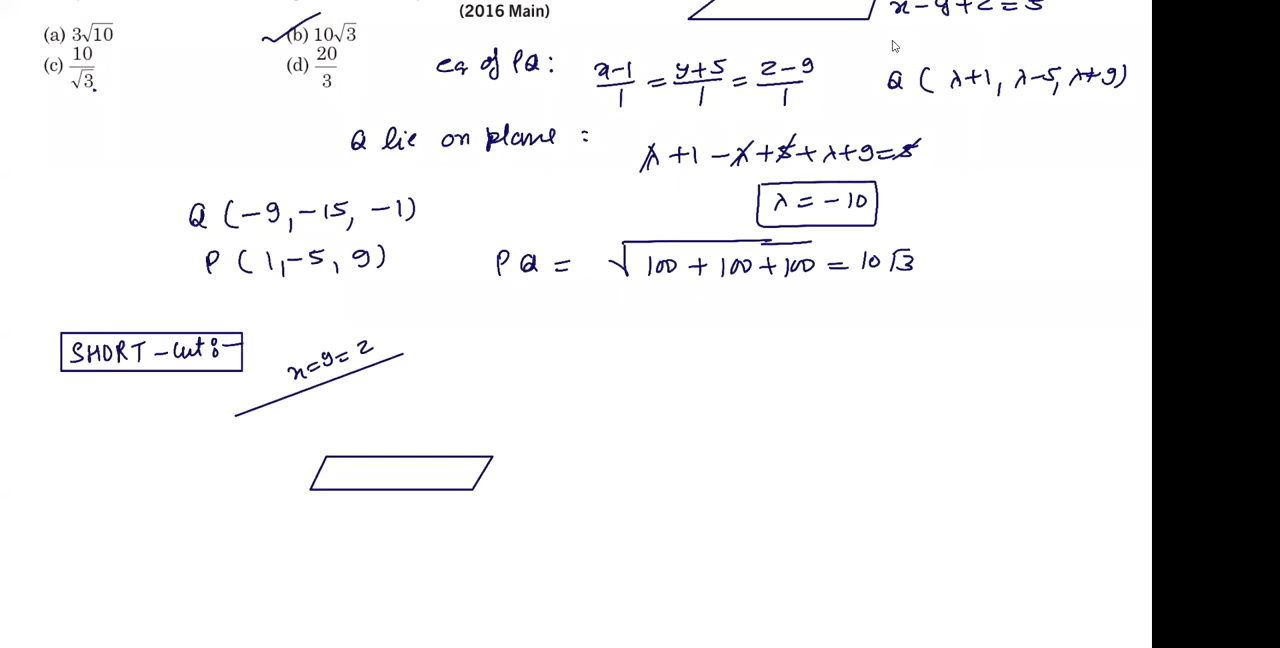 (2016 Main)
x-y+z=5
(a) 3√10
(b) 10√3
(c) 10/√3
(d) 20/3
eq of PQ: x-1/1 = y+5/1 = z-9/1
Q (λ+1, λ-5, λ+9)
Q lie on plane :
λ+1-λ+5+λ+9=5
λ = -10
Q (-9,-15, -1)
P (1,-5, 9)
PQ = √100+100+100 = 10√3
SHORT-cut:-
x=y=z